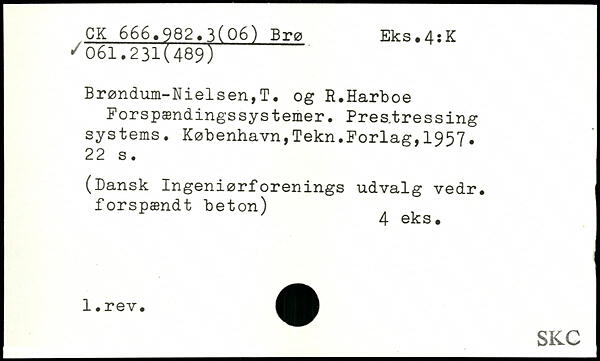 CK 666.982.3(06) Brø Eks.4:K
✓061.231(489)
Brøndum-Nielsen,T. og R.Harboe
Forspændingssystemer. Prestressing
systems. København,Tekn.Forlag,1957.
22 s.
(Dansk Ingeniørforenings udvalg vedr.
forspændt beton)
4 eks.
1.rev.
SKC